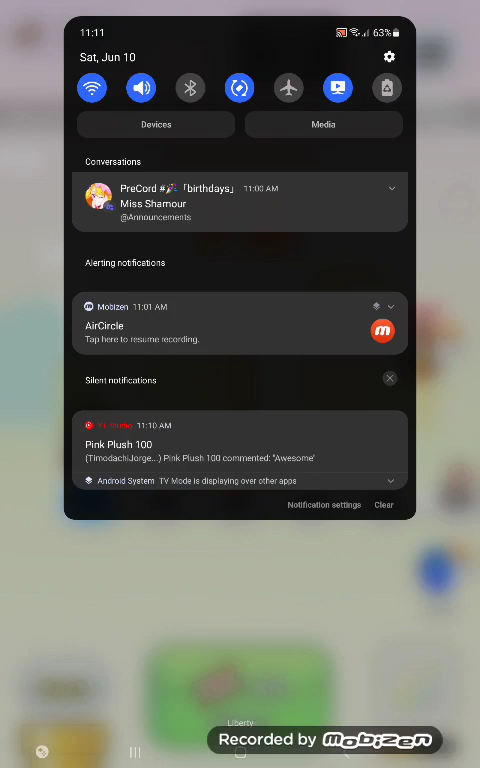 11:11
63%
Sat, Jun 10
Devices
Media
Conversations
PreCord #🎉「birthdays」 11:00 AM
Miss Shamour
@Announcements
Alerting notifications
Mobizen 11:01 AM
AirCircle
Tap here to resume recording.
Silent notifications
YT Studio 11:10 AM
Pink Plush 100
(TimodachiJorge...) Pink Plush 100 commented: "Awesome"
Android System TV Mode is displaying over other apps
Notification settings
Clear
Liberty
Recorded by mobizen